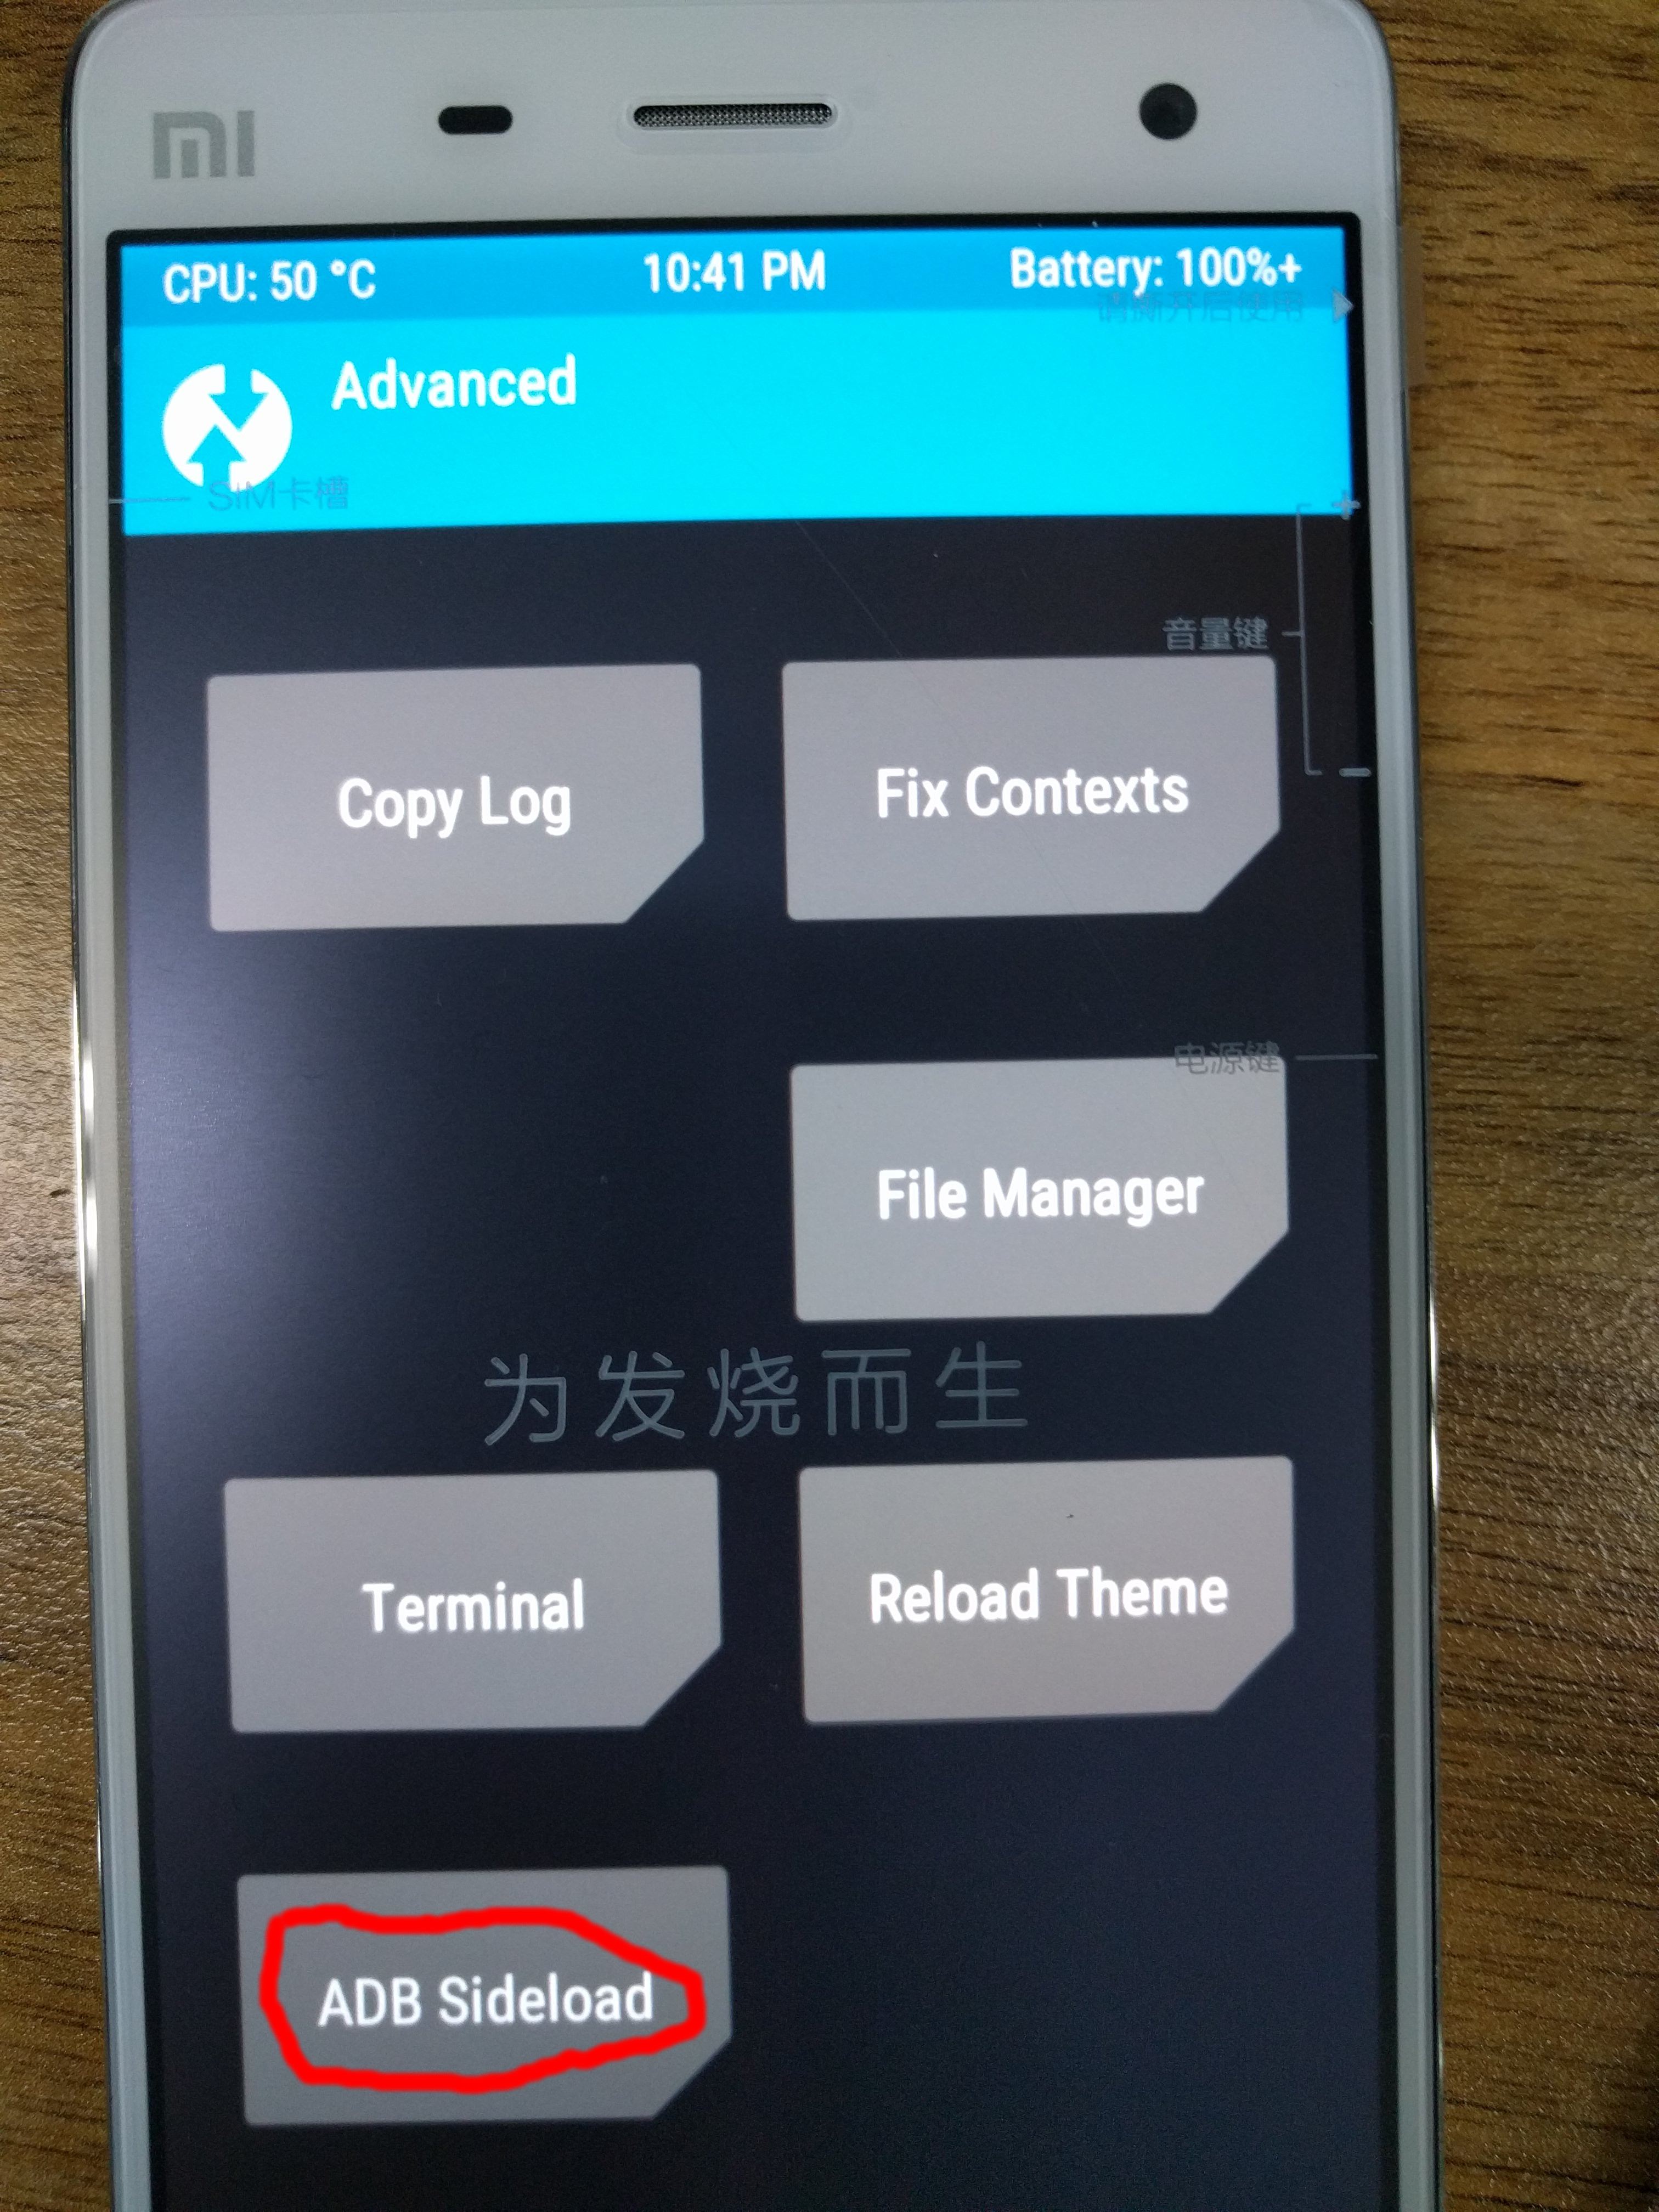 MI
CPU: 50 °C 10:41 PM Battery: 100%+
请撕弃后使用
Advanced
SIM卡槽
+
音量键
Copy Log Fix Contexts
-
电源键
File Manager
为发烧而生
Terminal Reload Theme
ADB Sideload